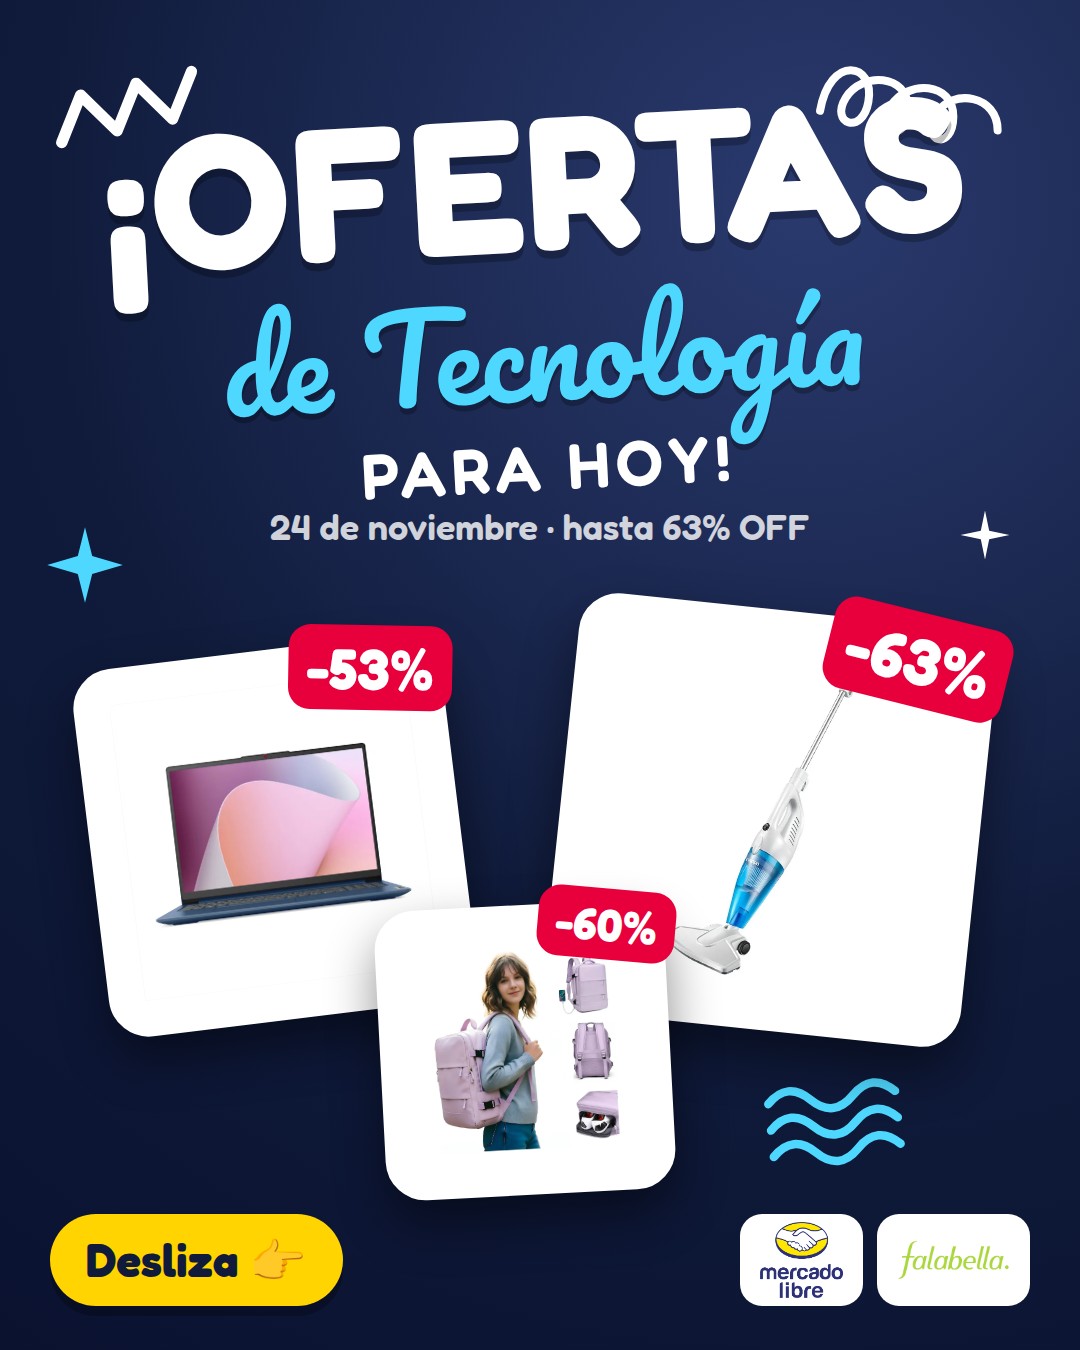 ¡OFERTAS
de Tecnología
PARA HOY!
24 de noviembre · hasta 63% OFF
-53%
-63%
-60%
Desliza 👉
mercado
libre
falabella.